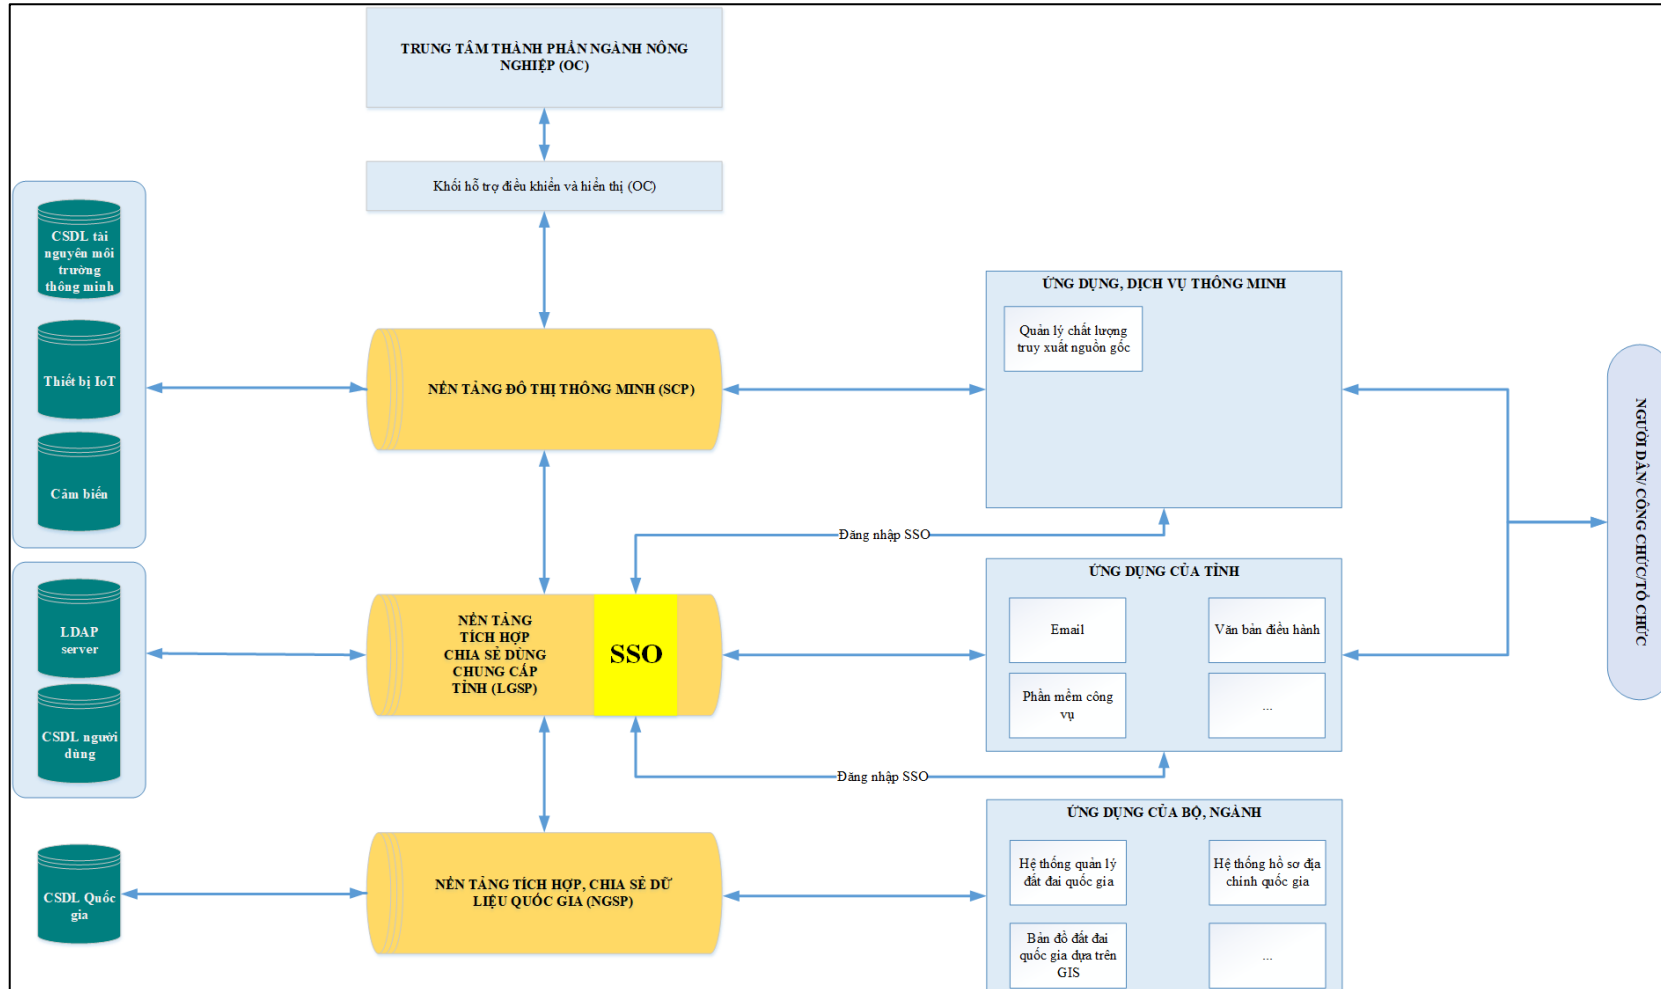 TRUNG TÂM THÀNH PHẦN NGÀNH NÔNG
NGHIỆP (OC)
Khối hỗ trợ điều khiển và hiển thị (OC)
CSDL tài
nguyên môi
trường
thông minh
Thiết bị IoT
Cảm biến
NỀN TẢNG ĐÔ THỊ THÔNG MINH (SCP)
ỨNG DỤNG, DỊCH VỤ THÔNG MINH
Quản lý chất lượng
truy xuất nguồn gốc
NGƯỜI DÂN/ CÔNG CHỨC/TỔ CHỨC
Đăng nhập SSO
LDAP
server
CSDL người
dùng
NỀN TẢNG
TÍCH HỢP
CHIA SẺ DÙNG
CHUNG CẤP
TỈNH (LGSP)
SSO
ỨNG DỤNG CỦA TỈNH
Email
Văn bản điều hành
Phần mềm công
vụ
...
Đăng nhập SSO
CSDL Quốc
gia
NỀN TẢNG TÍCH HỢP, CHIA SẺ DỮ
LIỆU QUỐC GIA (NGSP)
ỨNG DỤNG CỦA BỘ, NGÀNH
Hệ thống quản lý
đất đai quốc gia
Hệ thống hồ sơ địa
chính quốc gia
Bản đồ đất đai
quốc gia dựa trên
GIS
...